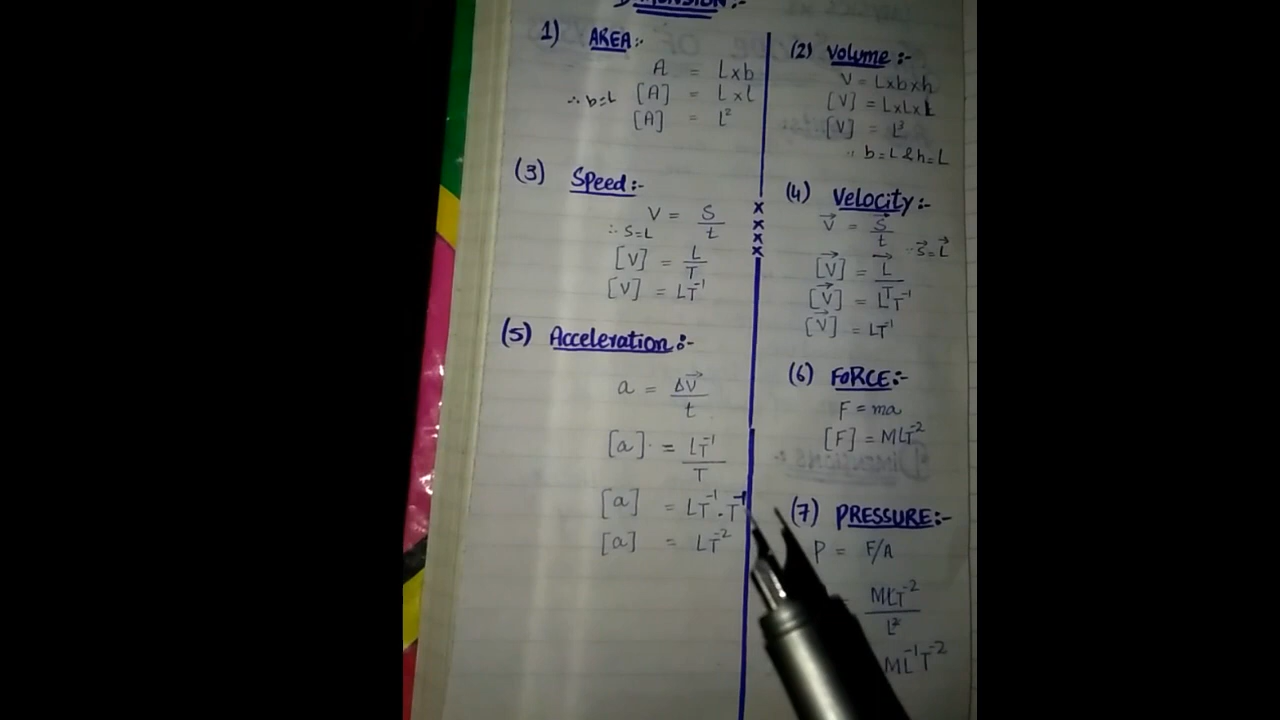 DIMENSION:-
1) AREA:-
A = L×b
∴ b=L [A] = L×L
[A] = L²
(2) Volume:-
V = L×b×h
[V] = L×L×L
[V] = L³
∵ b=L & h=L
(3) Speed:-
V = S/t
∴ S=L
[V] = L/T
[V] = LT⁻¹
(4) Velocity:-
V⃗ = S⃗/t
∵ S⃗=L⃗
[V⃗] = L⃗/T
[V⃗] = LT⁻¹
[V⃗] = LT⁻¹
(5) Acceleration:-
a = ΔV⃗/t
[a] = LT⁻¹/T
[a] = LT⁻¹.T⁻¹
[a] = LT⁻²
(6) FORCE:-
F = ma
[F] = MLT⁻²
(7) PRESSURE:-
P = F/A
MLT⁻²/L²
ML⁻¹T⁻²